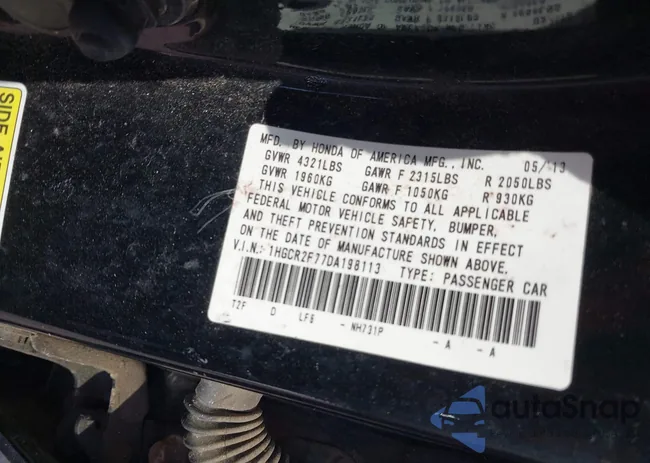 SIDE AI
MFD. BY HONDA OF AMERICA MFG., INC. 05/13
GVWR 4321LBS GAWR F 2315LBS R 2050LBS
GVWR 1960KG GAWR F 1050KG R 930KG
THIS VEHICLE CONFORMS TO ALL APPLICABLE
FEDERAL MOTOR VEHICLE SAFETY, BUMPER,
AND THEFT PREVENTION STANDARDS IN EFFECT
ON THE DATE OF MANUFACTURE SHOWN ABOVE.
V.I.N.: 1HGCR2F77DA198113 TYPE: PASSENGER CAR
T2F D LF6 - NH731P - A - A
autoSnap